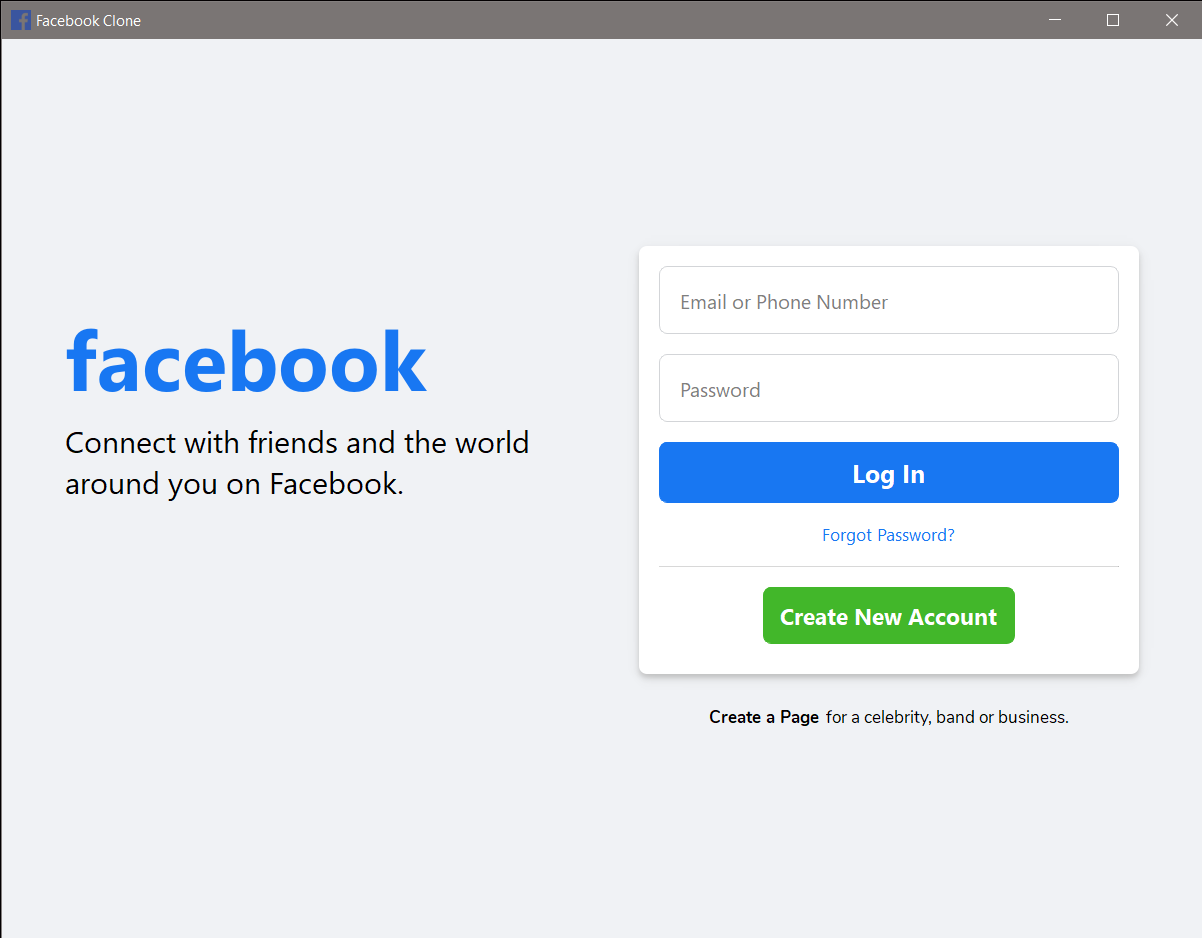 Facebook Clone
facebook
Connect with friends and the world
around you on Facebook.
Email or Phone Number
Password
Log In
Forgot Password?
Create New Account
Create a Page for a celebrity, band or business.